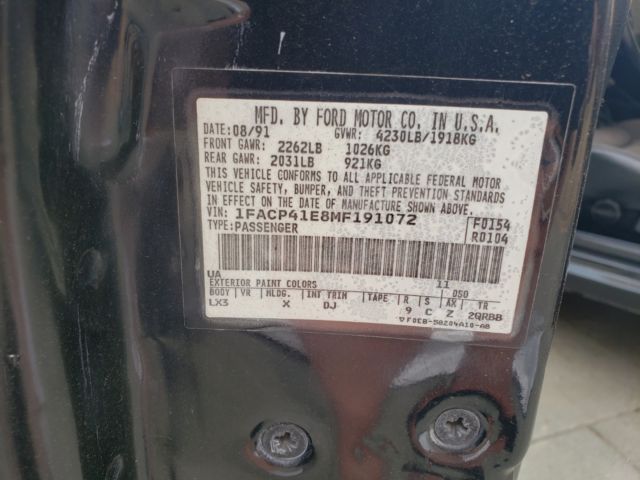 MFD. BY FORD MOTOR CO. IN U.S.A.
DATE: 08/91 GVWR: 4230LB/1918KG
FRONT GAWR: 2262LB 1026KG
REAR GAWR: 2031LB 921KG
THIS VEHICLE CONFORMS TO ALL APPLICABLE FEDERAL MOTOR
VEHICLE SAFETY, BUMPER, AND THEFT PREVENTION STANDARDS
IN EFFECT ON THE DATE OF MANUFACTURE SHOWN ABOVE.
VIN: 1FACP41E8MF191072 F0154
TYPE: PASSENGER R0104
UA 11
EXTERIOR PAINT COLORS DSO
BODY VR MLDG. INT TRIM TAPE R S AX TR
LX3 X DJ 9 C Z 2QRBB